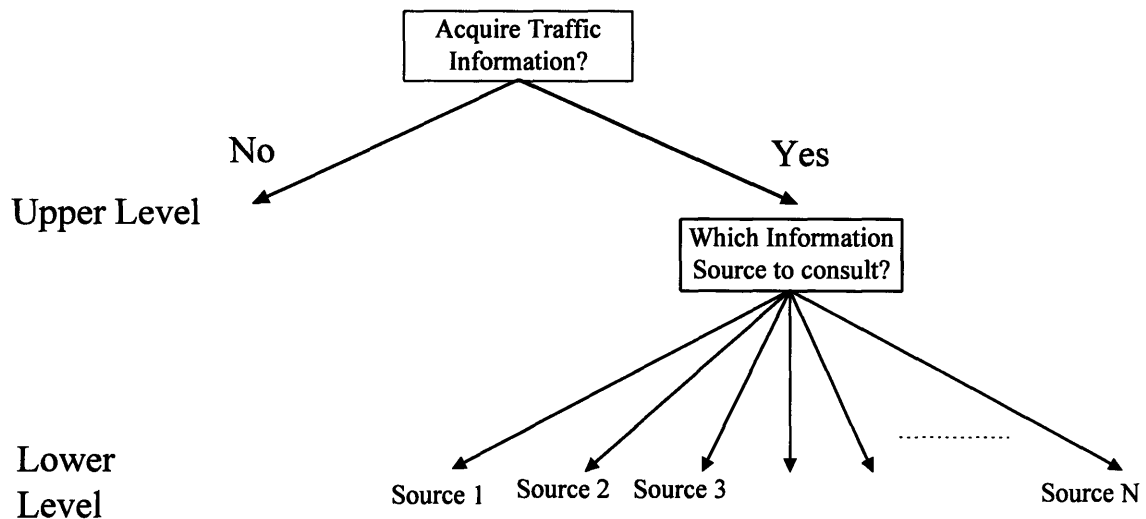 Acquire Traffic
Information?
No
Yes
Upper Level
Which Information
Source to consult?
Lower
Level
Source 1
Source 2
Source 3
Source N